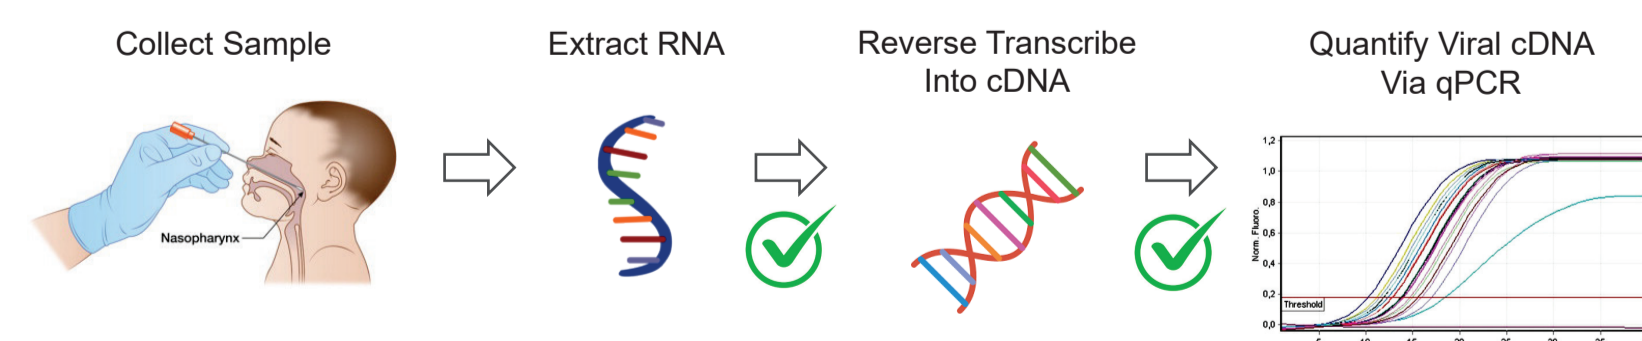 Collect Sample
Extract RNA
Reverse Transcribe
Into cDNA
Quantify Viral cDNA
Via qPCR
Nasopharynx
Norm. Fluoro.
1,2
1,0
0,8
0,6
0,4
0,2
Threshold
0,0